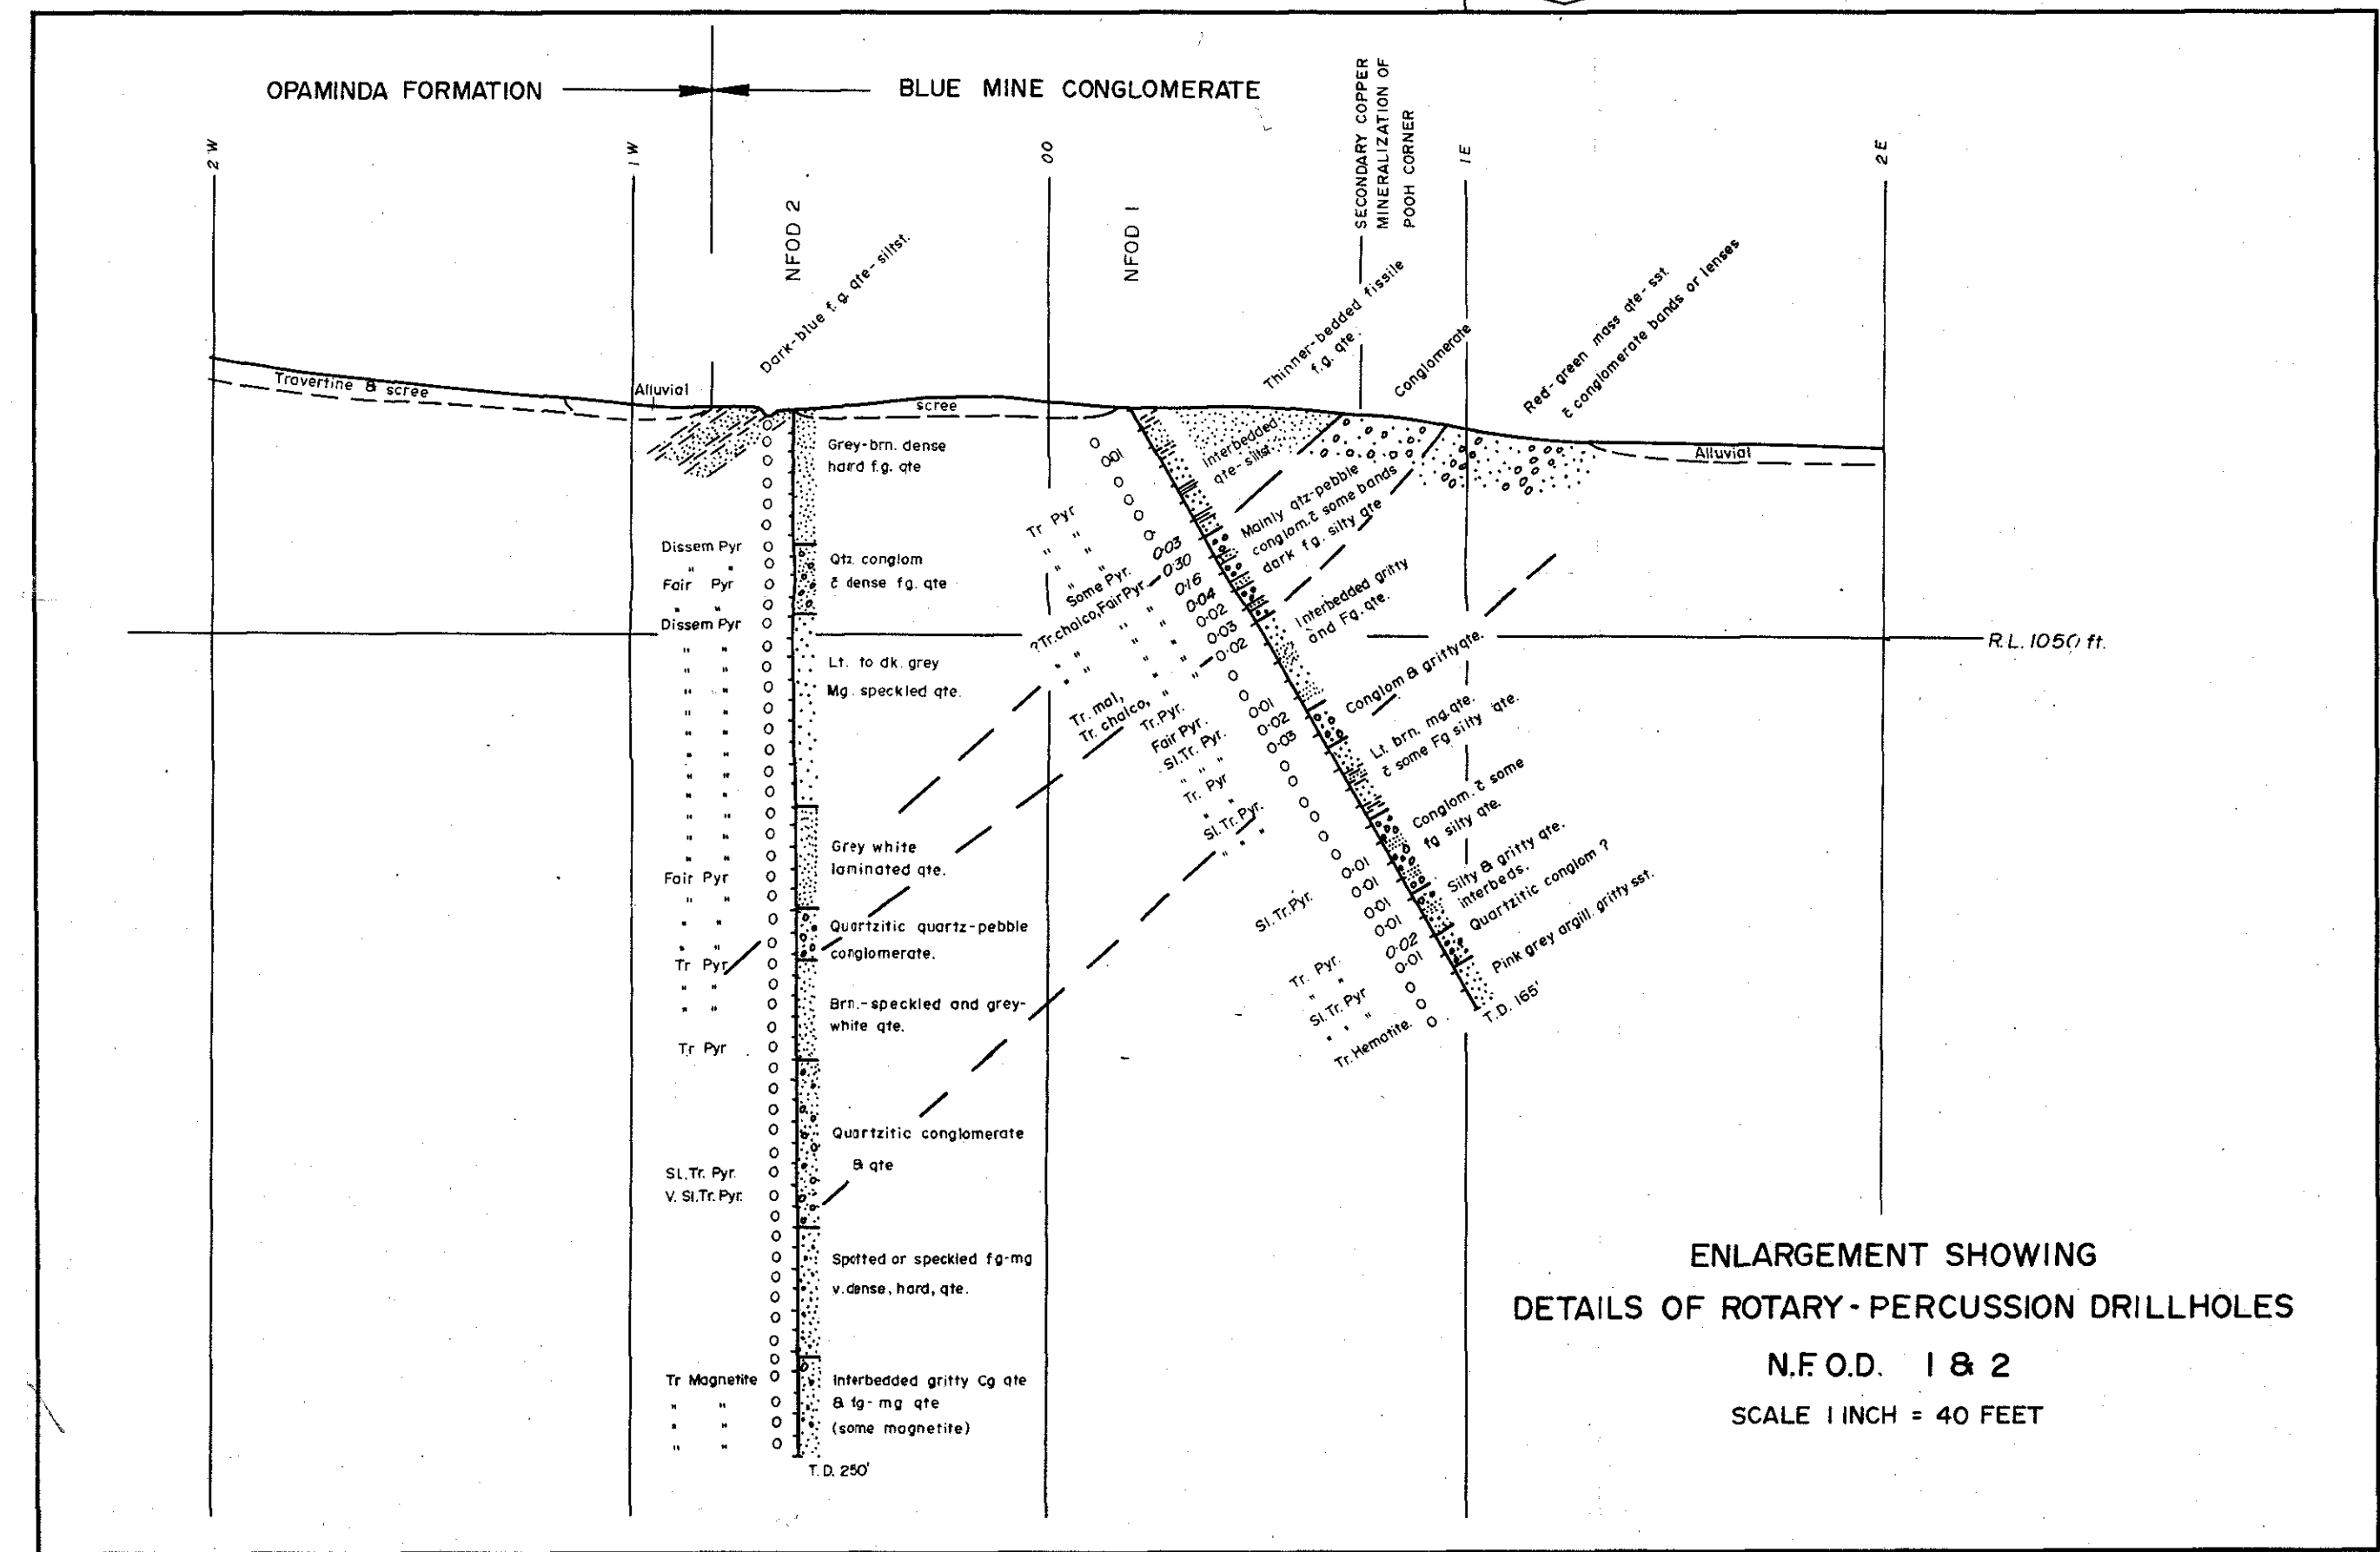 OPAMINDA FORMATION
BLUE MINE CONGLOMERATE
SECONDARY COPPER
MINERALIZATION OF
POOH CORNER
2 W
1 W
00
1E
2E
NFOD 2
NFOD 1
Dark-blue f.g. qte-siltst.
Thinner-bedded fissile
f.g. qte.
Conglomerate
Red-green mass qte-sst.
c̄ conglomerate bands or lenses
Travertine & scree
Alluvial
scree
Alluvial
Grey-brn. dense
hard f.g. qte
Qtz. conglom
c̄ dense fg. qte
Lt. to dk. grey
Mg. speckled qte.
Grey white
laminated qte.
Quartzitic quartz-pebble
conglomerate.
Brn.-speckled and grey-
white qte.
Quartzitic conglomerate
& qte
Spotted or speckled fg-mg
v.dense, hard, qte.
Interbedded gritty Cg qte
& fg-mg qte
(some magnetite)
T.D. 250'
Dissem Pyr O
" " O
Fair Pyr O
" " O
Dissem Pyr O
" " O
" " O
" " O
" " O
" " O
" " O
" " O
" " O
" " O
" " O
" " O
Fair Pyr O
" " O
" " O
" " O
Tr Pyr O
" " O
" " O
Tr Pyr O
Sl. Tr. Pyr. O
V. Sl. Tr. Pyr. O
Tr Magnetite O
" " O
" " O
" " O
Interbedded
qte-siltst.
Mainly qtz-pebble
conglom. c̄ some bands
dark fg. silty qte
Interbedded gritty
and Fg. qte.
Conglom & gritty qte.
Lt. brn. mg. qte.
c̄ some Fg silty qte.
Conglom. c̄ some
fg silty qte.
Silty & gritty qte.
interbeds.
Quartzitic conglom ?
Pink grey argill. gritty sst.
T.D. 165'
O
0·01
O
O
O
O
0·03
0·30
0·16
0·04
0·02
0·03
0·02
O
O
0·01
0·02
0·03
O
O
O
O
O
O
0·01
0·01
0·01
0·01
0·02
0·01
O
O
O
Tr Pyr
" "
" "
" "
Some Pyr.
?Tr. chalco, Fair Pyr
" "
" "
Tr. mal,
Tr. chalco,
Tr. Pyr.
Fair Pyr.
Sl. Tr. Pyr.
" " "
Tr. Pyr
" "
Sl. Tr. Pyr.
" " "
Sl. Tr. Pyr.
Tr. Pyr.
" "
Sl. Tr. Pyr
" " "
Tr. Hematite.
R.L. 1050 ft.
ENLARGEMENT SHOWING
DETAILS OF ROTARY-PERCUSSION DRILLHOLES
N.F.O.D. 1 & 2
SCALE 1 INCH = 40 FEET